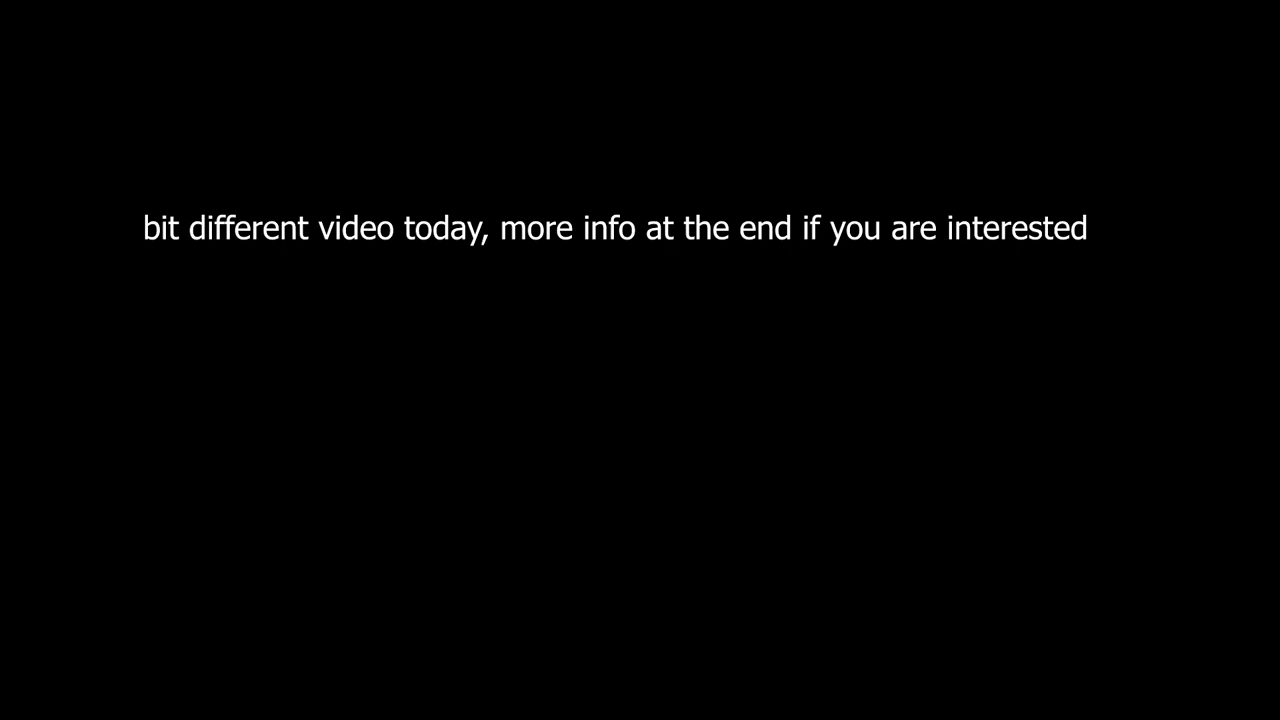 bit different video today, more info at the end if you are interested